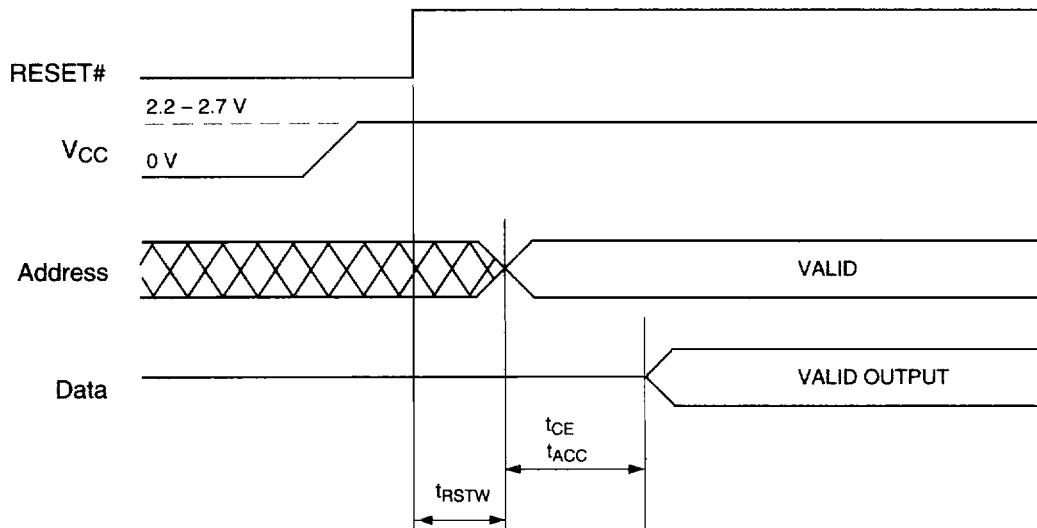 RESET#
2.2 – 2.7 V
VCC
0 V
Address
VALID
Data
VALID OUTPUT
tCE
tACC
tRSTW